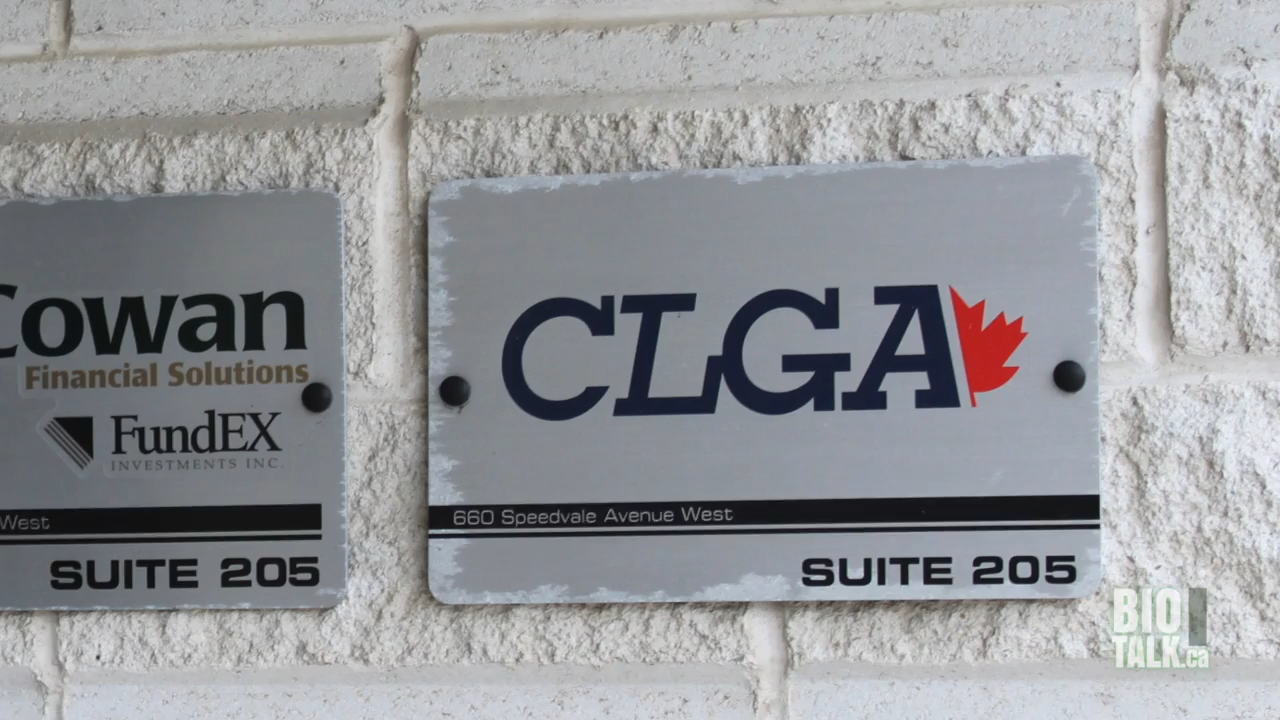 Cowan
Financial Solutions
FundEX
INVESTMENTS INC.
West
SUITE 205
CLGA
660 Speedvale Avenue West
SUITE 205
BIO
TALK.ca